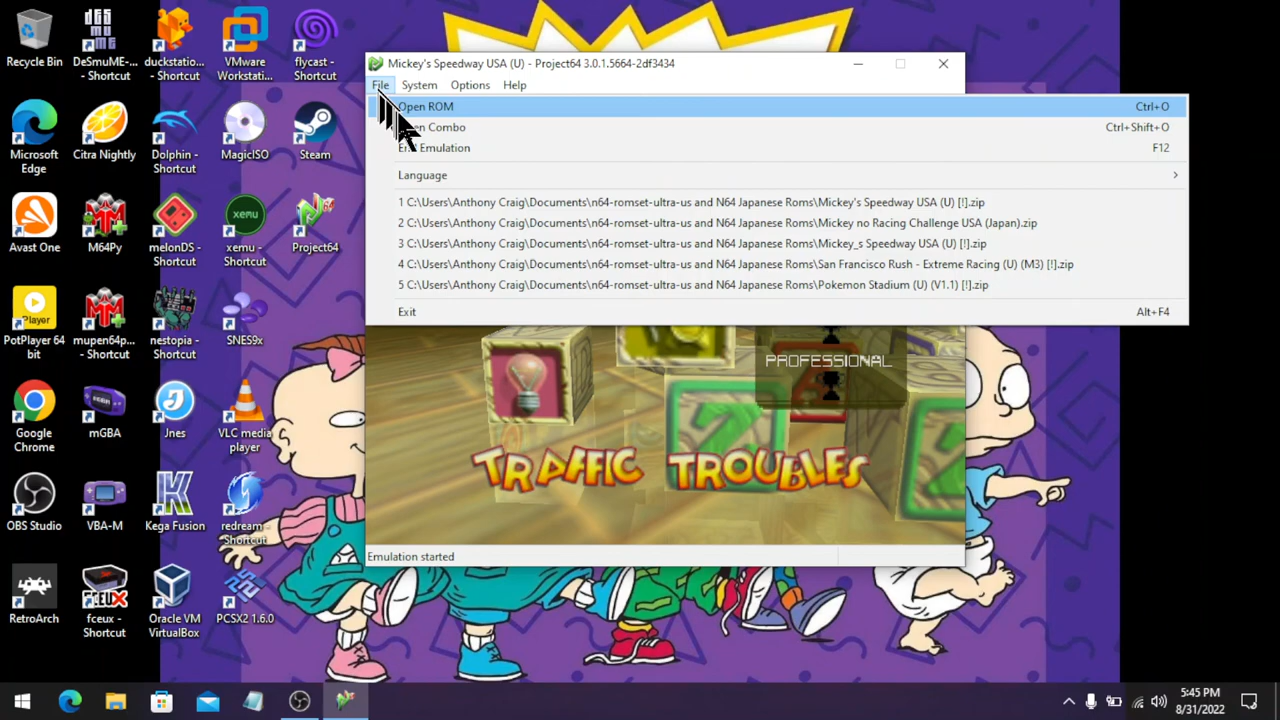 Recycle Bin
DeSmuME-... - Shortcut
duckstatio... - Shortcut
VMware Workstati...
flycast - Shortcut
Microsoft Edge
Citra Nightly
Dolphin - Shortcut
MagicISO
Steam
Avast One
M64Py
melonDS - Shortcut
xemu
xemu - Shortcut
Project64
Player
PotPlayer 64 bit
mupen64p... - Shortcut
nestopia - Shortcut
SNES9x
Google Chrome
mGBA
Jnes
VLC media player
OBS Studio
VBA-M
Kega Fusion
redream - Shortcut
RetroArch
FCEUX
fceux - Shortcut
Oracle VM VirtualBox
PCSX2 1.6.0
Mickey's Speedway USA (U) - Project64 3.0.1.5664-2df3434
File System Options Help
Open ROM Ctrl+O
Combo Ctrl+Shift+O
Emulation F12
Language
1 C:\Users\Anthony Craig\Documents\n64-romset-ultra-us and N64 Japanese Roms\Mickey's Speedway USA (U) [!].zip
2 C:\Users\Anthony Craig\Documents\n64-romset-ultra-us and N64 Japanese Roms\Mickey no Racing Challenge USA (Japan).zip
3 C:\Users\Anthony Craig\Documents\n64-romset-ultra-us and N64 Japanese Roms\Mickey_s Speedway USA (U) [!].zip
4 C:\Users\Anthony Craig\Documents\n64-romset-ultra-us and N64 Japanese Roms\San Francisco Rush - Extreme Racing (U) (M3) [!].zip
5 C:\Users\Anthony Craig\Documents\n64-romset-ultra-us and N64 Japanese Roms\Pokemon Stadium (U) (V1.1) [!].zip
Exit Alt+F4
PROFESSIONAL
TRAFFIC TROUBLES
Emulation started
5:45 PM
8/31/2022